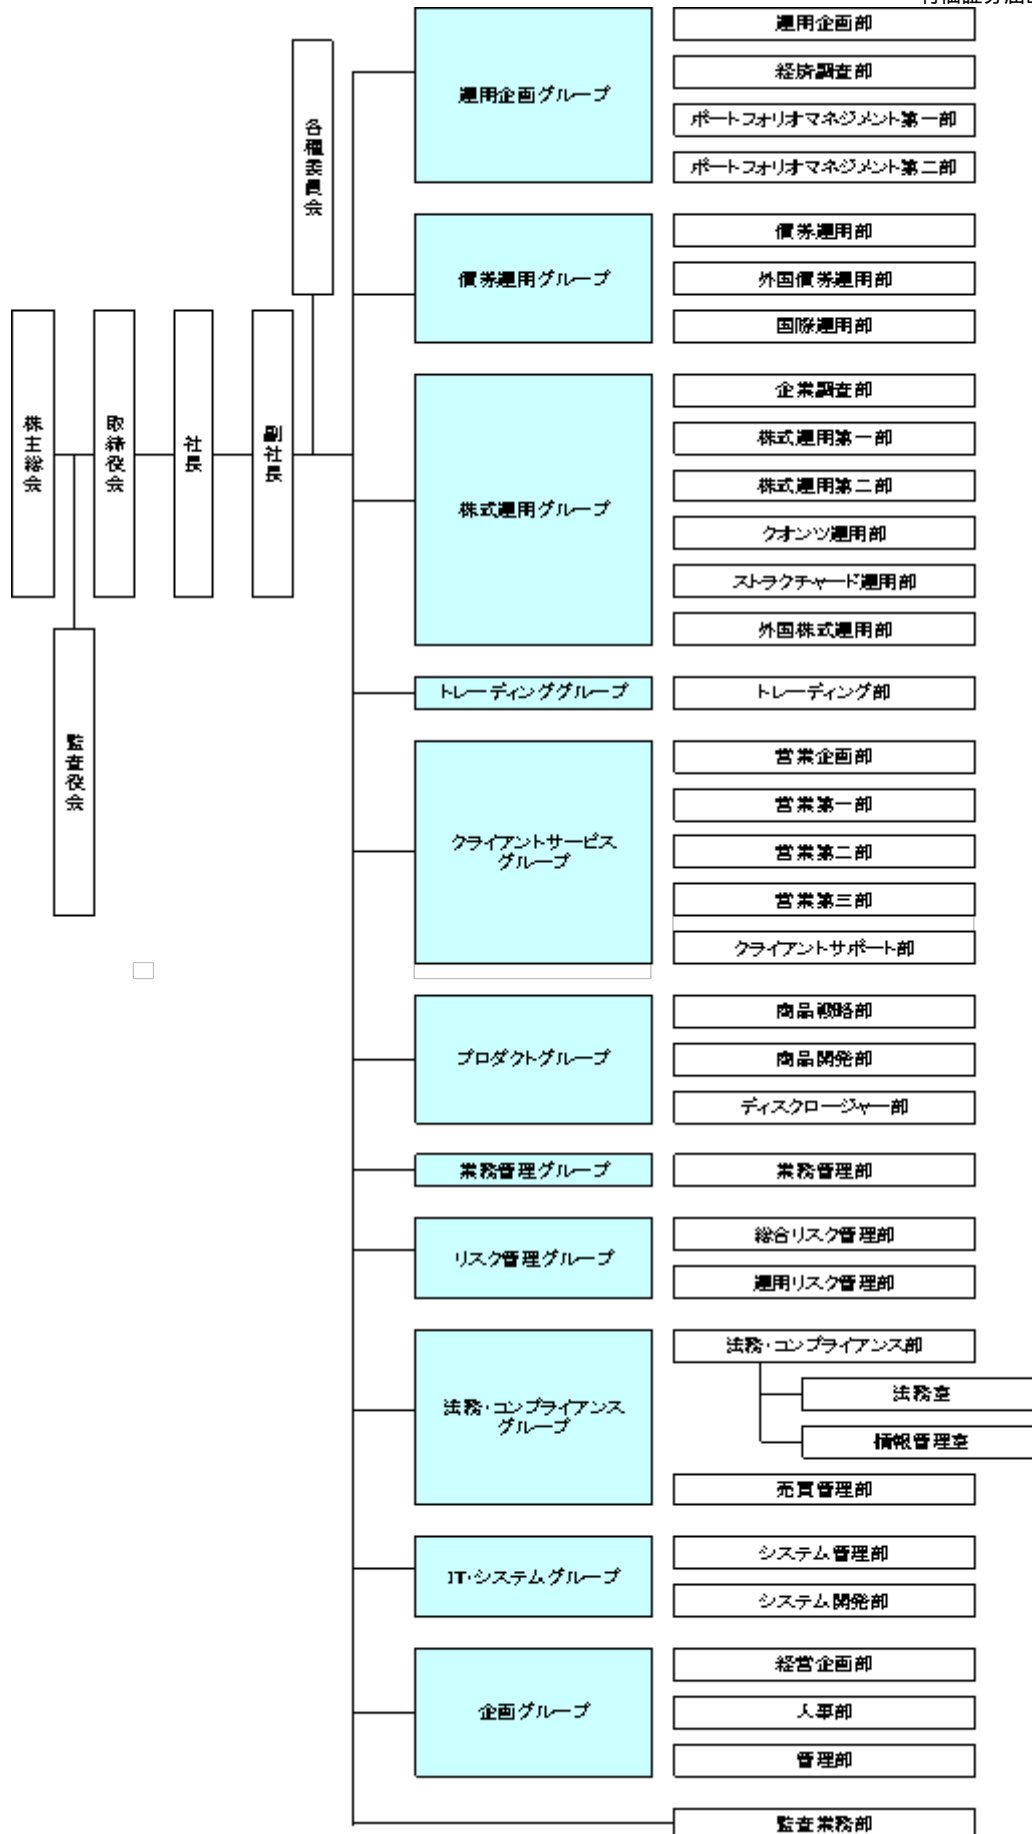 各種委員会
株主総会
取締役会
社長
副社長
監査役会
運用企画グループ
運用企画部
経済調査部
ポートフォリオマネジメント第一部
ポートフォリオマネジメント第二部
債券運用グループ
債券運用部
外国債券運用部
国際運用部
株式運用グループ
企業調査部
株式運用第一部
株式運用第二部
クオンツ運用部
ストラクチャード運用部
外国株式運用部
トレーディンググループ
トレーディング部
クライアントサービス
グループ
営業企画部
営業第一部
営業第二部
営業第三部
クライアントサポート部
プロダクトグループ
商品戦略部
商品開発部
ディスクロージャー部
業務管理グループ
業務管理部
リスク管理グループ
総合リスク管理部
運用リスク管理部
法務・コンプライアンス
グループ
法務・コンプライアンス部
法務室
情報管理室
売買管理部
IT・システムグループ
システム管理部
システム開発部
企画グループ
経営企画部
人事部
管理部
監査業務部